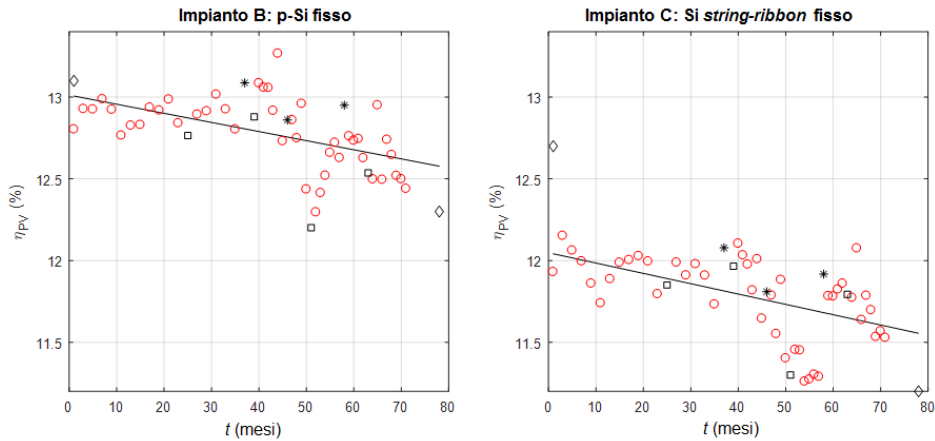 Impianto B: p-Si fisso
13
12.5
12
11.5
η_PV (%)
0 10 20 30 40 50 60 70 80
t (mesi)
Impianto C: Si string-ribbon fisso
13
12.5
12
11.5
η_PV (%)
0 10 20 30 40 50 60 70 80
t (mesi)